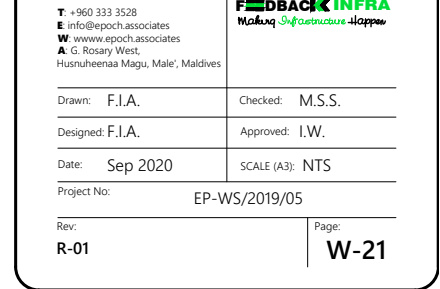 T: +960 333 3528
E: info@epoch.associates
W: wwww.epoch.associates
A: G. Rosary West,
Husnuheenaa Magu, Male', Maldives
FEEDBACK INFRA
Making Infrastructure Happen
Drawn: F.I.A.
Checked: M.S.S.
Designed: F.I.A.
Approved: I.W.
Date: Sep 2020
SCALE (A3): NTS
Project No: EP-WS/2019/05
Rev:
R-01
Page:
W-21